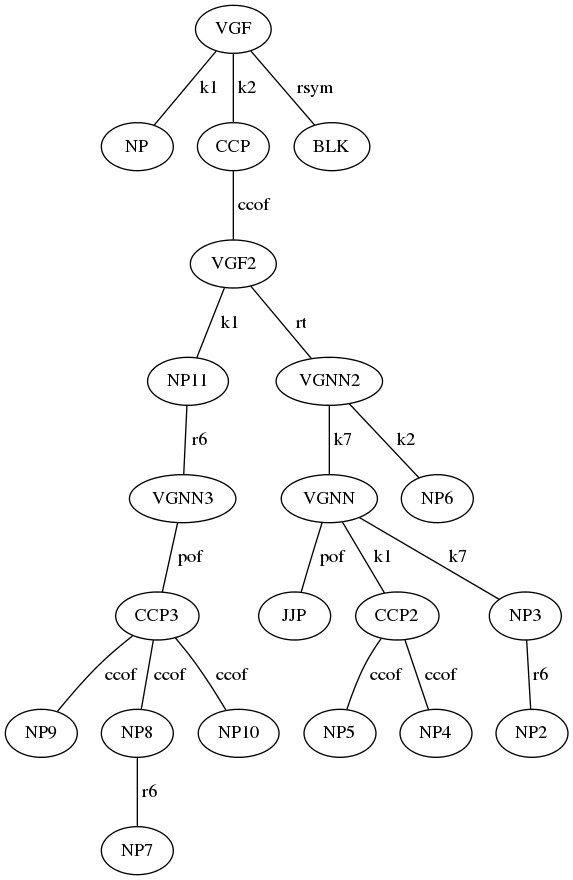 VGF
k1 k2 rsym
NP CCP BLK
ccof
VGF2
k1 rt
NP11 VGNN2
r6 k7 k2
VGNN3 VGNN NP6
pof pof k1 k7
CCP3 JJP CCP2 NP3
ccof ccof ccof ccof ccof r6
NP9 NP8 NP10 NP5 NP4 NP2
r6
NP7